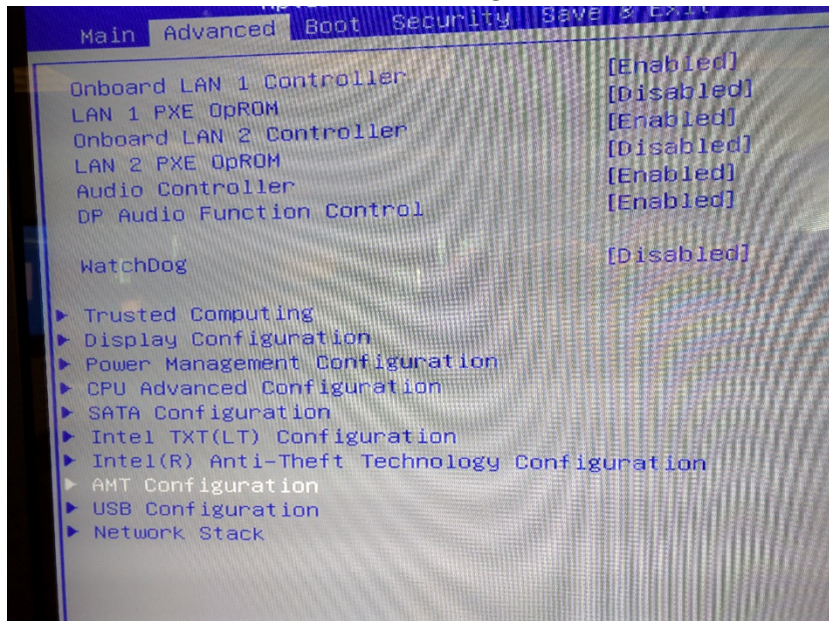 Main Advanced Boot Security Save & Exit
Onboard LAN 1 Controller [Enabled]
LAN 1 PXE OpROM [Disabled]
Onboard LAN 2 Controller [Enabled]
LAN 2 PXE OpROM [Disabled]
Audio Controller [Enabled]
DP Audio Function Control [Enabled]
WatchDog [Disabled]
► Trusted Computing
► Display Configuration
► Power Management Configuration
► CPU Advanced Configuration
► SATA Configuration
► Intel TXT(LT) Configuration
► Intel(R) Anti-Theft Technology Configuration
► AMT Configuration
► USB Configuration
► Network Stack